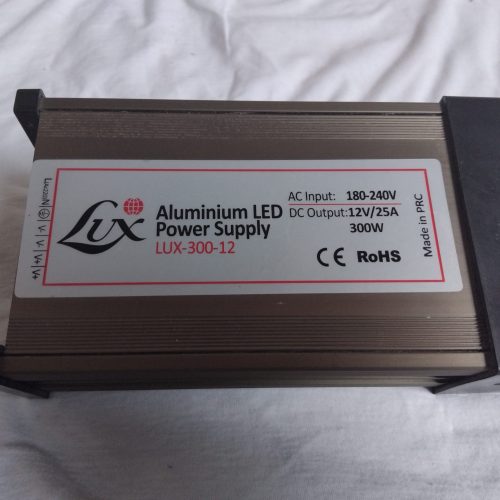 Lux
Aluminium LED
Power Supply
LUX-300-12
AC Input: 180-240V
DC Output:12V/25A
300W
CE RoHS
Made in PRC
V- V- V+ V+